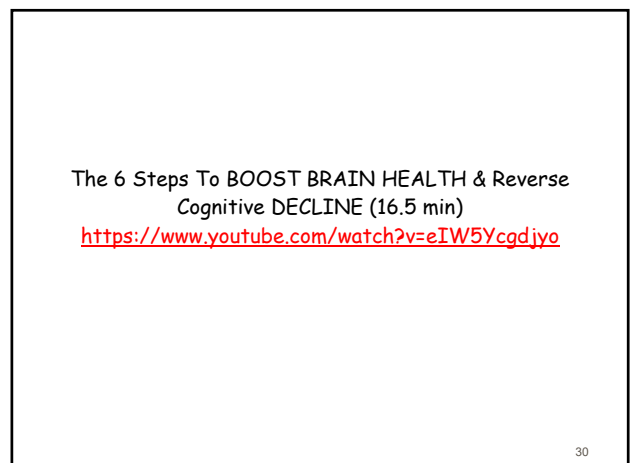 The 6 Steps To BOOST BRAIN HEALTH & Reverse
Cognitive DECLINE (16.5 min)
https://www.youtube.com/watch?v=eIW5Ycgdjyo
30